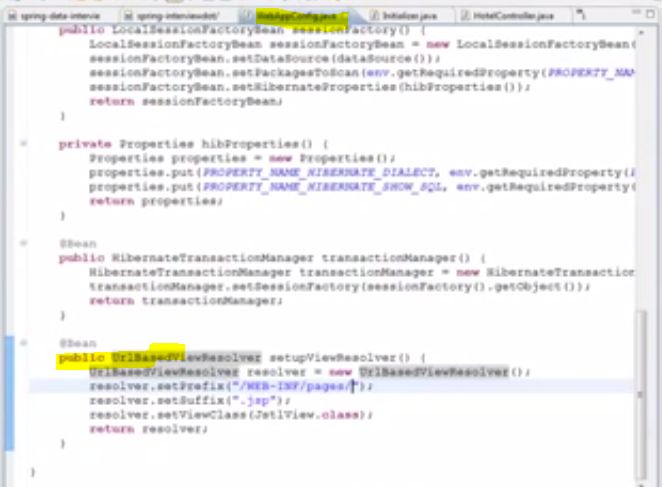 spring-data-intervie spring-interviewdot/ WebAppConfig.java Initializer.java HotelController.java
public LocalSessionFactoryBean sessionFactory() {
LocalSessionFactoryBean sessionFactoryBean = new LocalSessionFactoryBean(
sessionFactoryBean.setDataSource(dataSource());
sessionFactoryBean.setPackagesToScan(env.getRequiredProperty(PROPERTY_NAM
sessionFactoryBean.setHibernateProperties(hibProperties());
return sessionFactoryBean;
}
private Properties hibProperties() {
Properties properties = new Properties();
properties.put(PROPERTY_NAME_HIBERNATE_DIALECT, env.getRequiredProperty(
properties.put(PROPERTY_NAME_HIBERNATE_SHOW_SQL, env.getRequiredProperty(
return properties;
}
@Bean
public HibernateTransactionManager transactionManager() {
HibernateTransactionManager transactionManager = new HibernateTransaction
transactionManager.setSessionFactory(sessionFactory().getObject());
return transactionManager;
}
@Bean
public UrlBasedViewResolver setupViewResolver() {
UrlBasedViewResolver resolver = new UrlBasedViewResolver();
resolver.setPrefix("/WEB-INF/pages/");
resolver.setSuffix(".jsp");
resolver.setViewClass(JstlView.class);
return resolver;
}
}